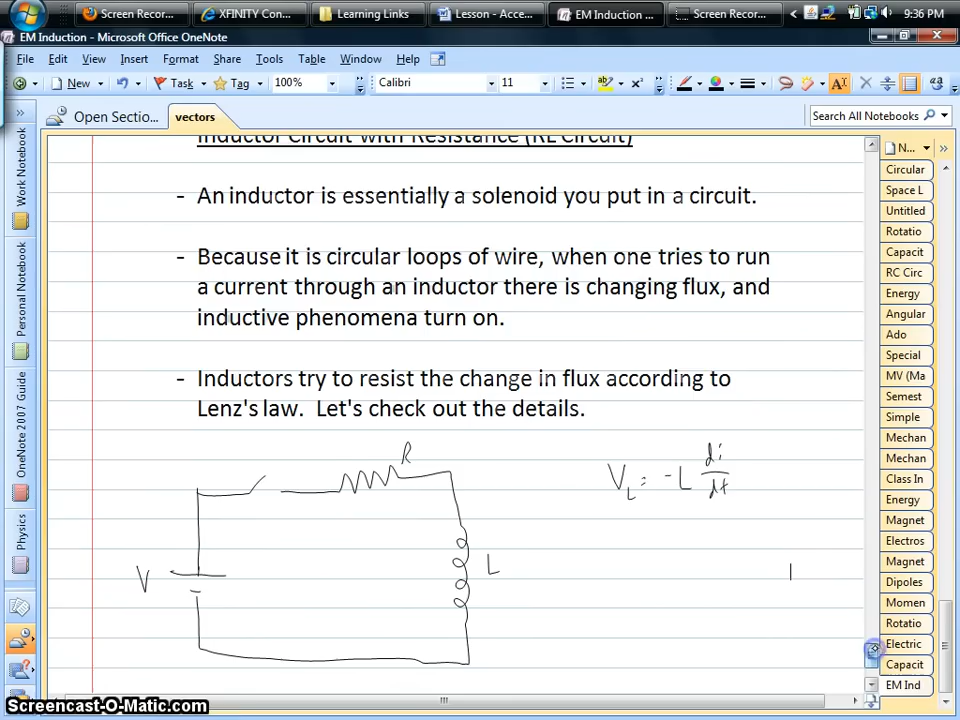 Screen Recor...
XFINITY Con...
Learning Links
Lesson - Acce...
EM Induction ...
Screen Recor...
9:36 PM
EM Induction - Microsoft Office OneNote
File Edit View Insert Format Share Tools Table Window Help
New Task Tag 100% Calibri 11
Open Sectio... vectors
Search All Notebooks
Work Notebook
Personal Notebook
OneNote 2007 Guide
Physics
Inductor Circuit with Resistance (RL Circuit)
- An inductor is essentially a solenoid you put in a circuit.
- Because it is circular loops of wire, when one tries to run
a current through an inductor there is changing flux, and
inductive phenomena turn on.
- Inductors try to resist the change in flux according to
Lenz's law. Let's check out the details.
R
V_L = -L di/dt
V
L
N...
Circular
Space L
Untitled
Rotatio
Capacit
RC Circ
Energy
Angular
Ado
Special
MV (Ma
Semest
Simple
Mechan
Mechan
Class In
Energy
Magnet
Electros
Magnet
Dipoles
Momen
Rotatio
Electric
Capacit
EM Ind
Screencast-O-Matic.com